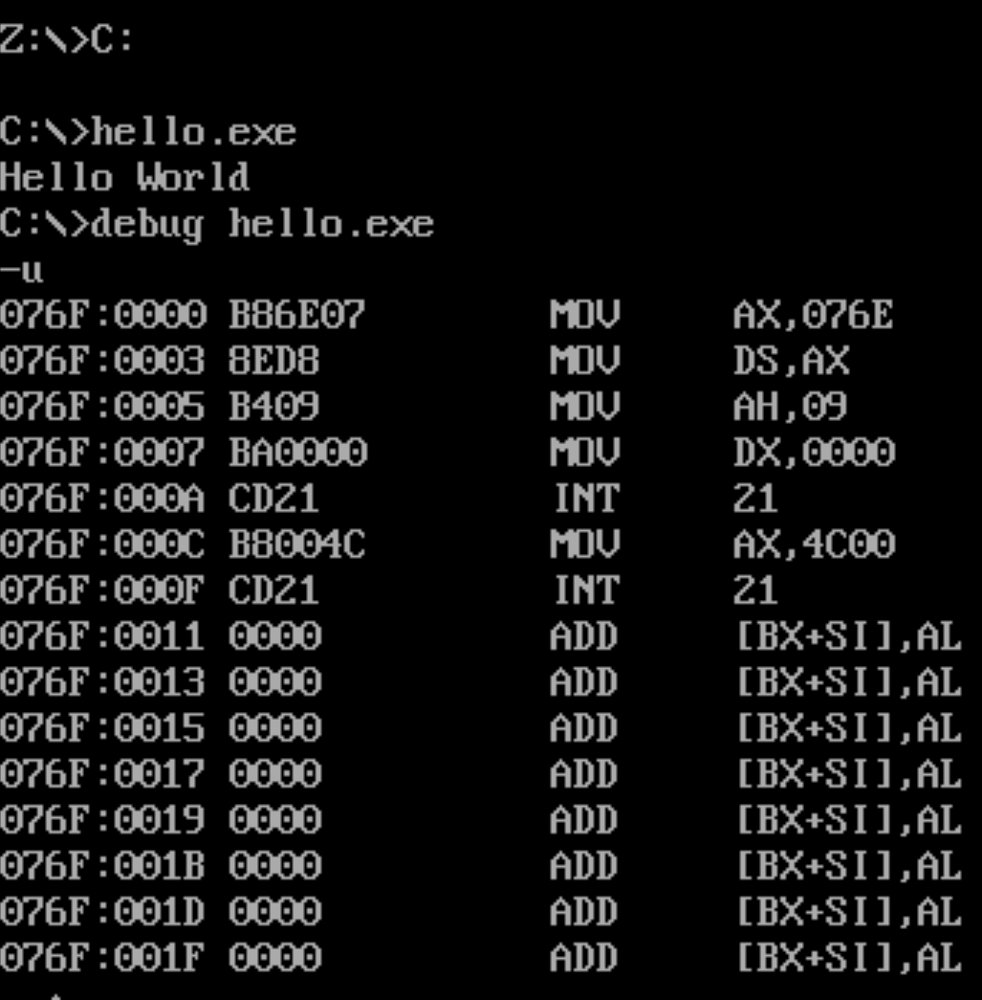 Z:\>C:
C:\>hello.exe
Hello World
C:\>debug hello.exe
-u
076F:0000 B86E07 MOV AX,076E
076F:0003 8ED8 MOV DS,AX
076F:0005 B409 MOV AH,09
076F:0007 BA0000 MOV DX,0000
076F:000A CD21 INT 21
076F:000C B8004C MOV AX,4C00
076F:000F CD21 INT 21
076F:0011 0000 ADD [BX+SI],AL
076F:0013 0000 ADD [BX+SI],AL
076F:0015 0000 ADD [BX+SI],AL
076F:0017 0000 ADD [BX+SI],AL
076F:0019 0000 ADD [BX+SI],AL
076F:001B 0000 ADD [BX+SI],AL
076F:001D 0000 ADD [BX+SI],AL
076F:001F 0000 ADD [BX+SI],AL